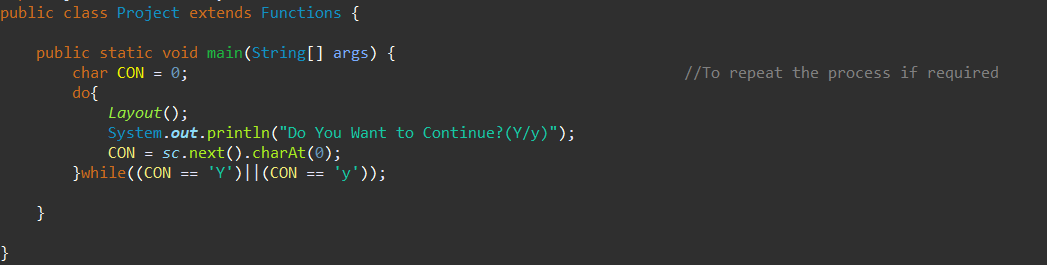 public class Project extends Functions {
public static void main(String[] args) {
char CON = 0; //To repeat the process if required
do{
Layout();
System.out.println("Do You Want to Continue?(Y/y)");
CON = sc.next().charAt(0);
}while((CON == 'Y')||(CON == 'y'));
}
}